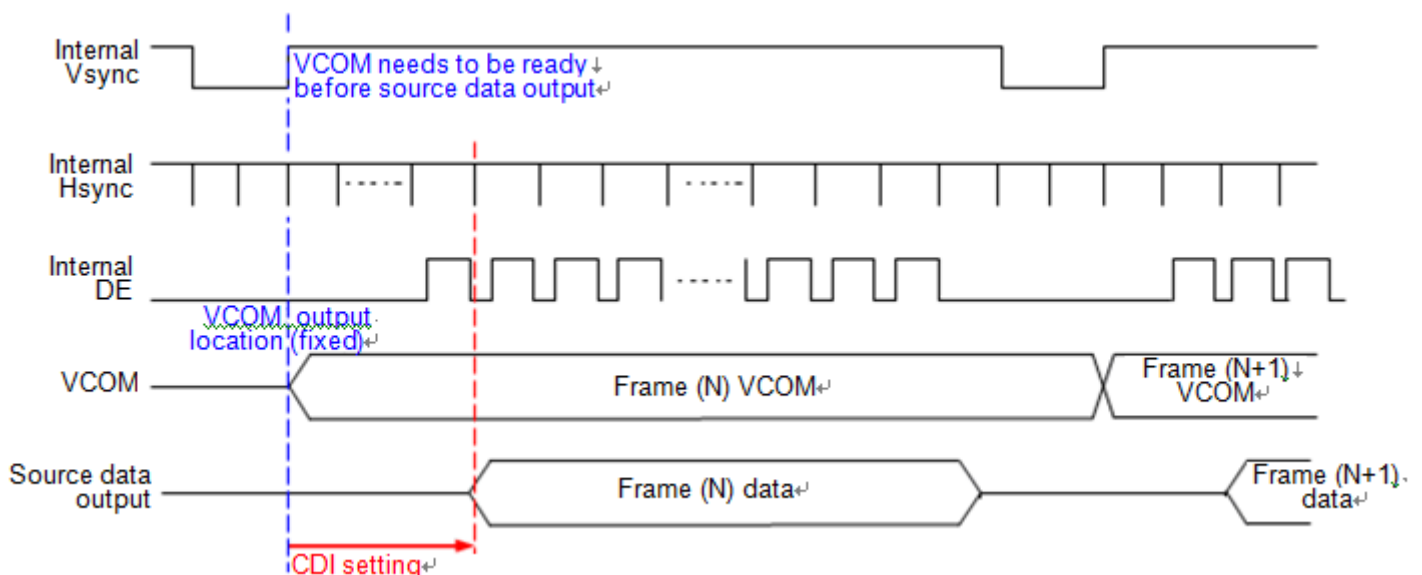 Internal
Vsync
VCOM needs to be ready↓
before source data output↵
Internal
Hsync
Internal
DE
VCOM output
location (fixed)↵
VCOM
Frame (N) VCOM↵
Frame (N+1)↓
VCOM↵
Source data
output
Frame (N) data↵
Frame (N+1)
data↵
CDI setting↵